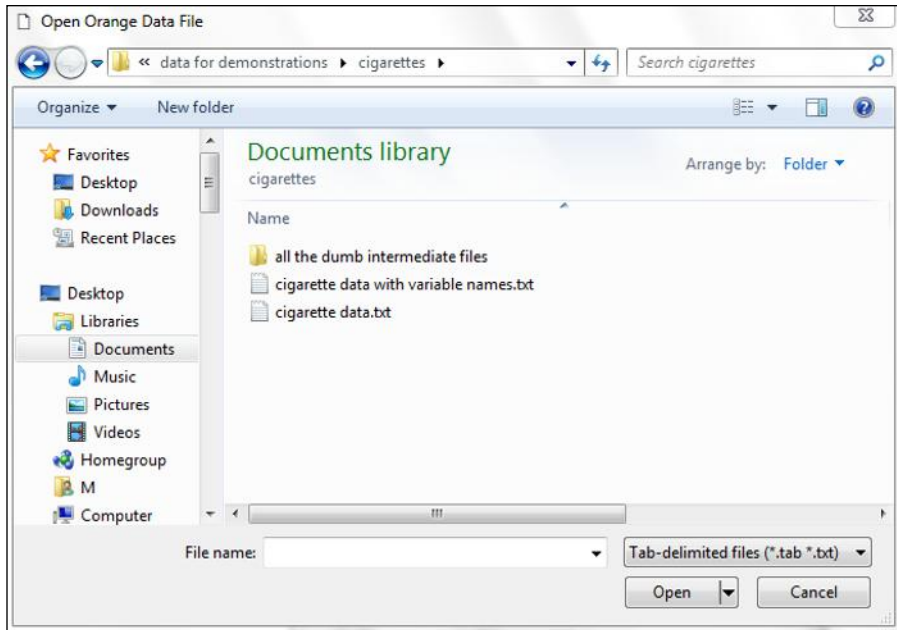 Open Orange Data File
« data for demonstrations ▸ cigarettes ▸
Search cigarettes
Organize ▾ New folder
Favorites
Desktop
Downloads
Recent Places
Desktop
Libraries
Documents
Music
Pictures
Videos
Homegroup
M
Computer
Documents library
cigarettes
Arrange by: Folder ▾
Name
all the dumb intermediate files
cigarette data with variable names.txt
cigarette data.txt
File name:
Tab-delimited files (*.tab *.txt)
Open
Cancel